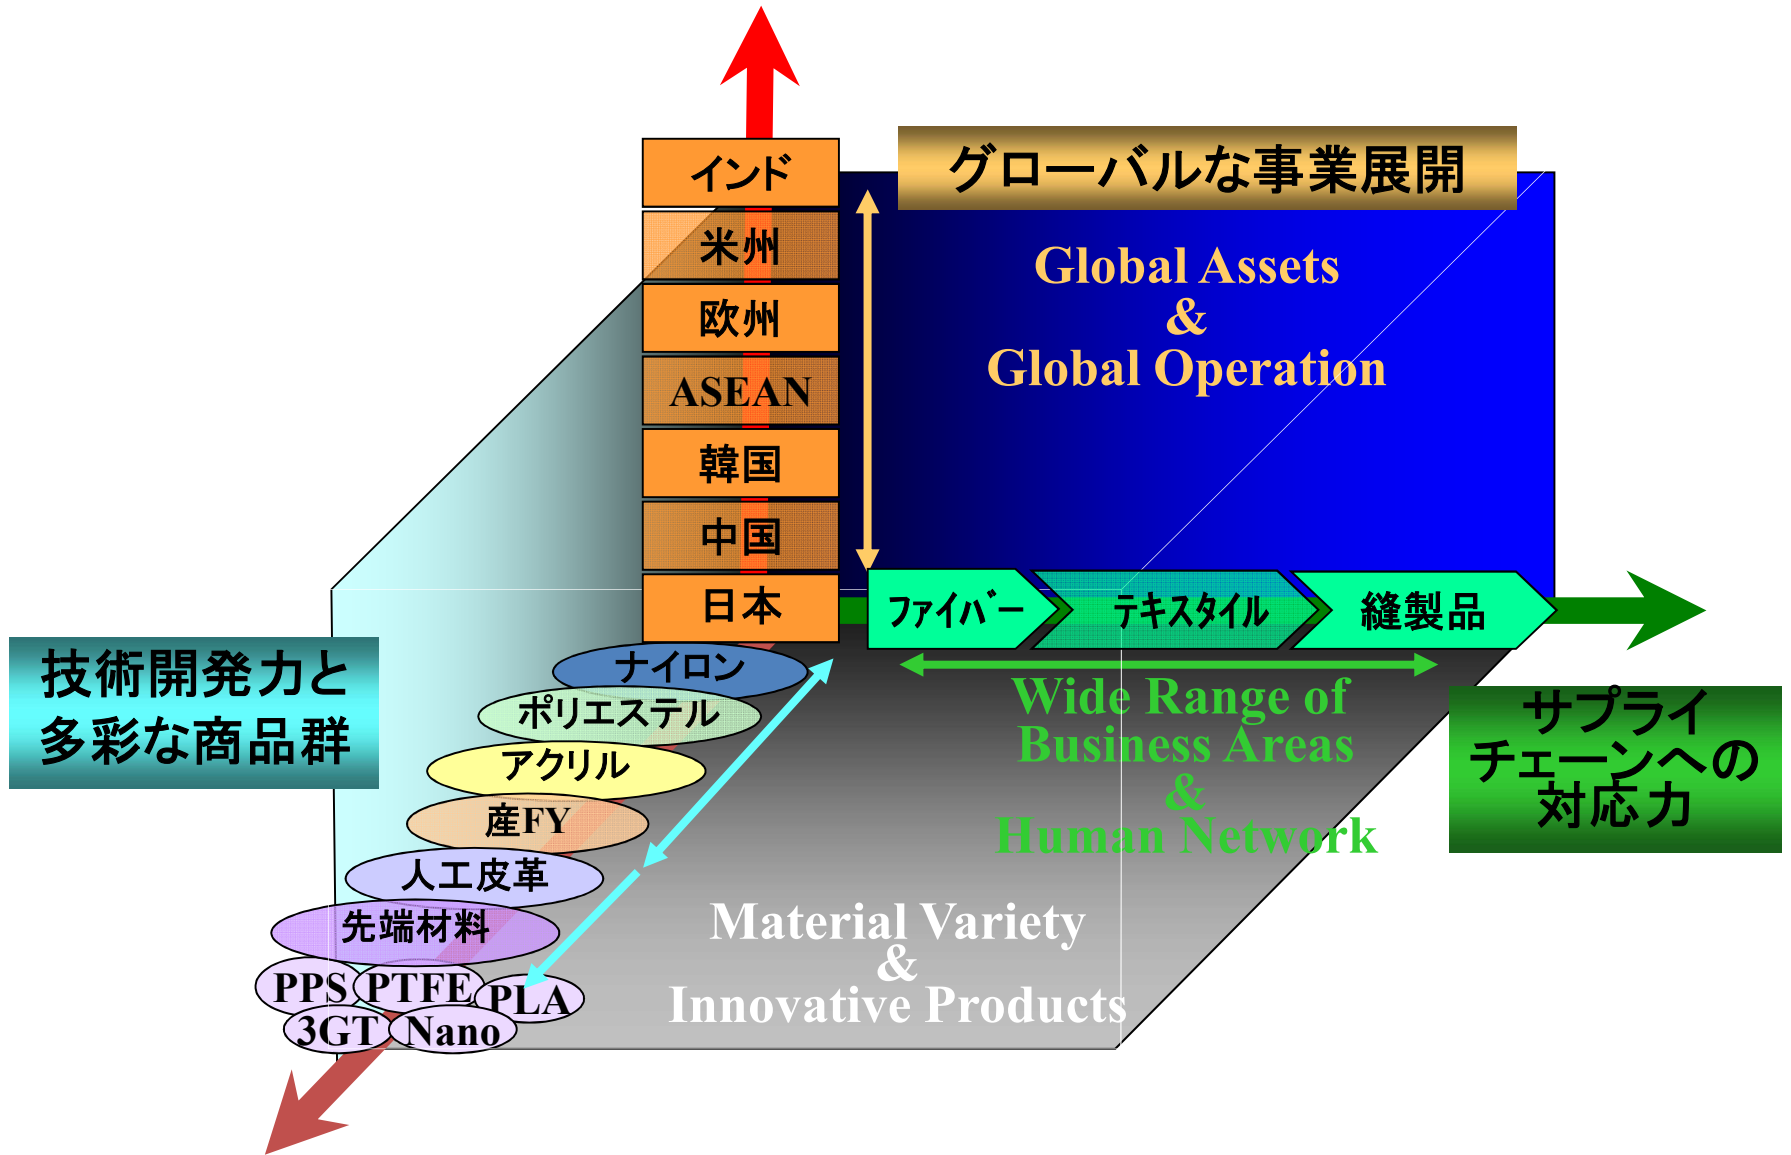 インド
米州
欧州
ASEAN
韓国
中国
日本
グローバルな事業展開
Global Assets
&
Global Operation
ファイバー
テキスタイル
縫製品
Wide Range of
Business Areas
&
Human Network
サプライ
チェーンへの
対応力
技術開発力と
多彩な商品群
ナイロン
ポリエステル
アクリル
産FY
人工皮革
先端材料
PPS
PTFE
PLA
3GT
Nano
Material Variety
&
Innovative Products